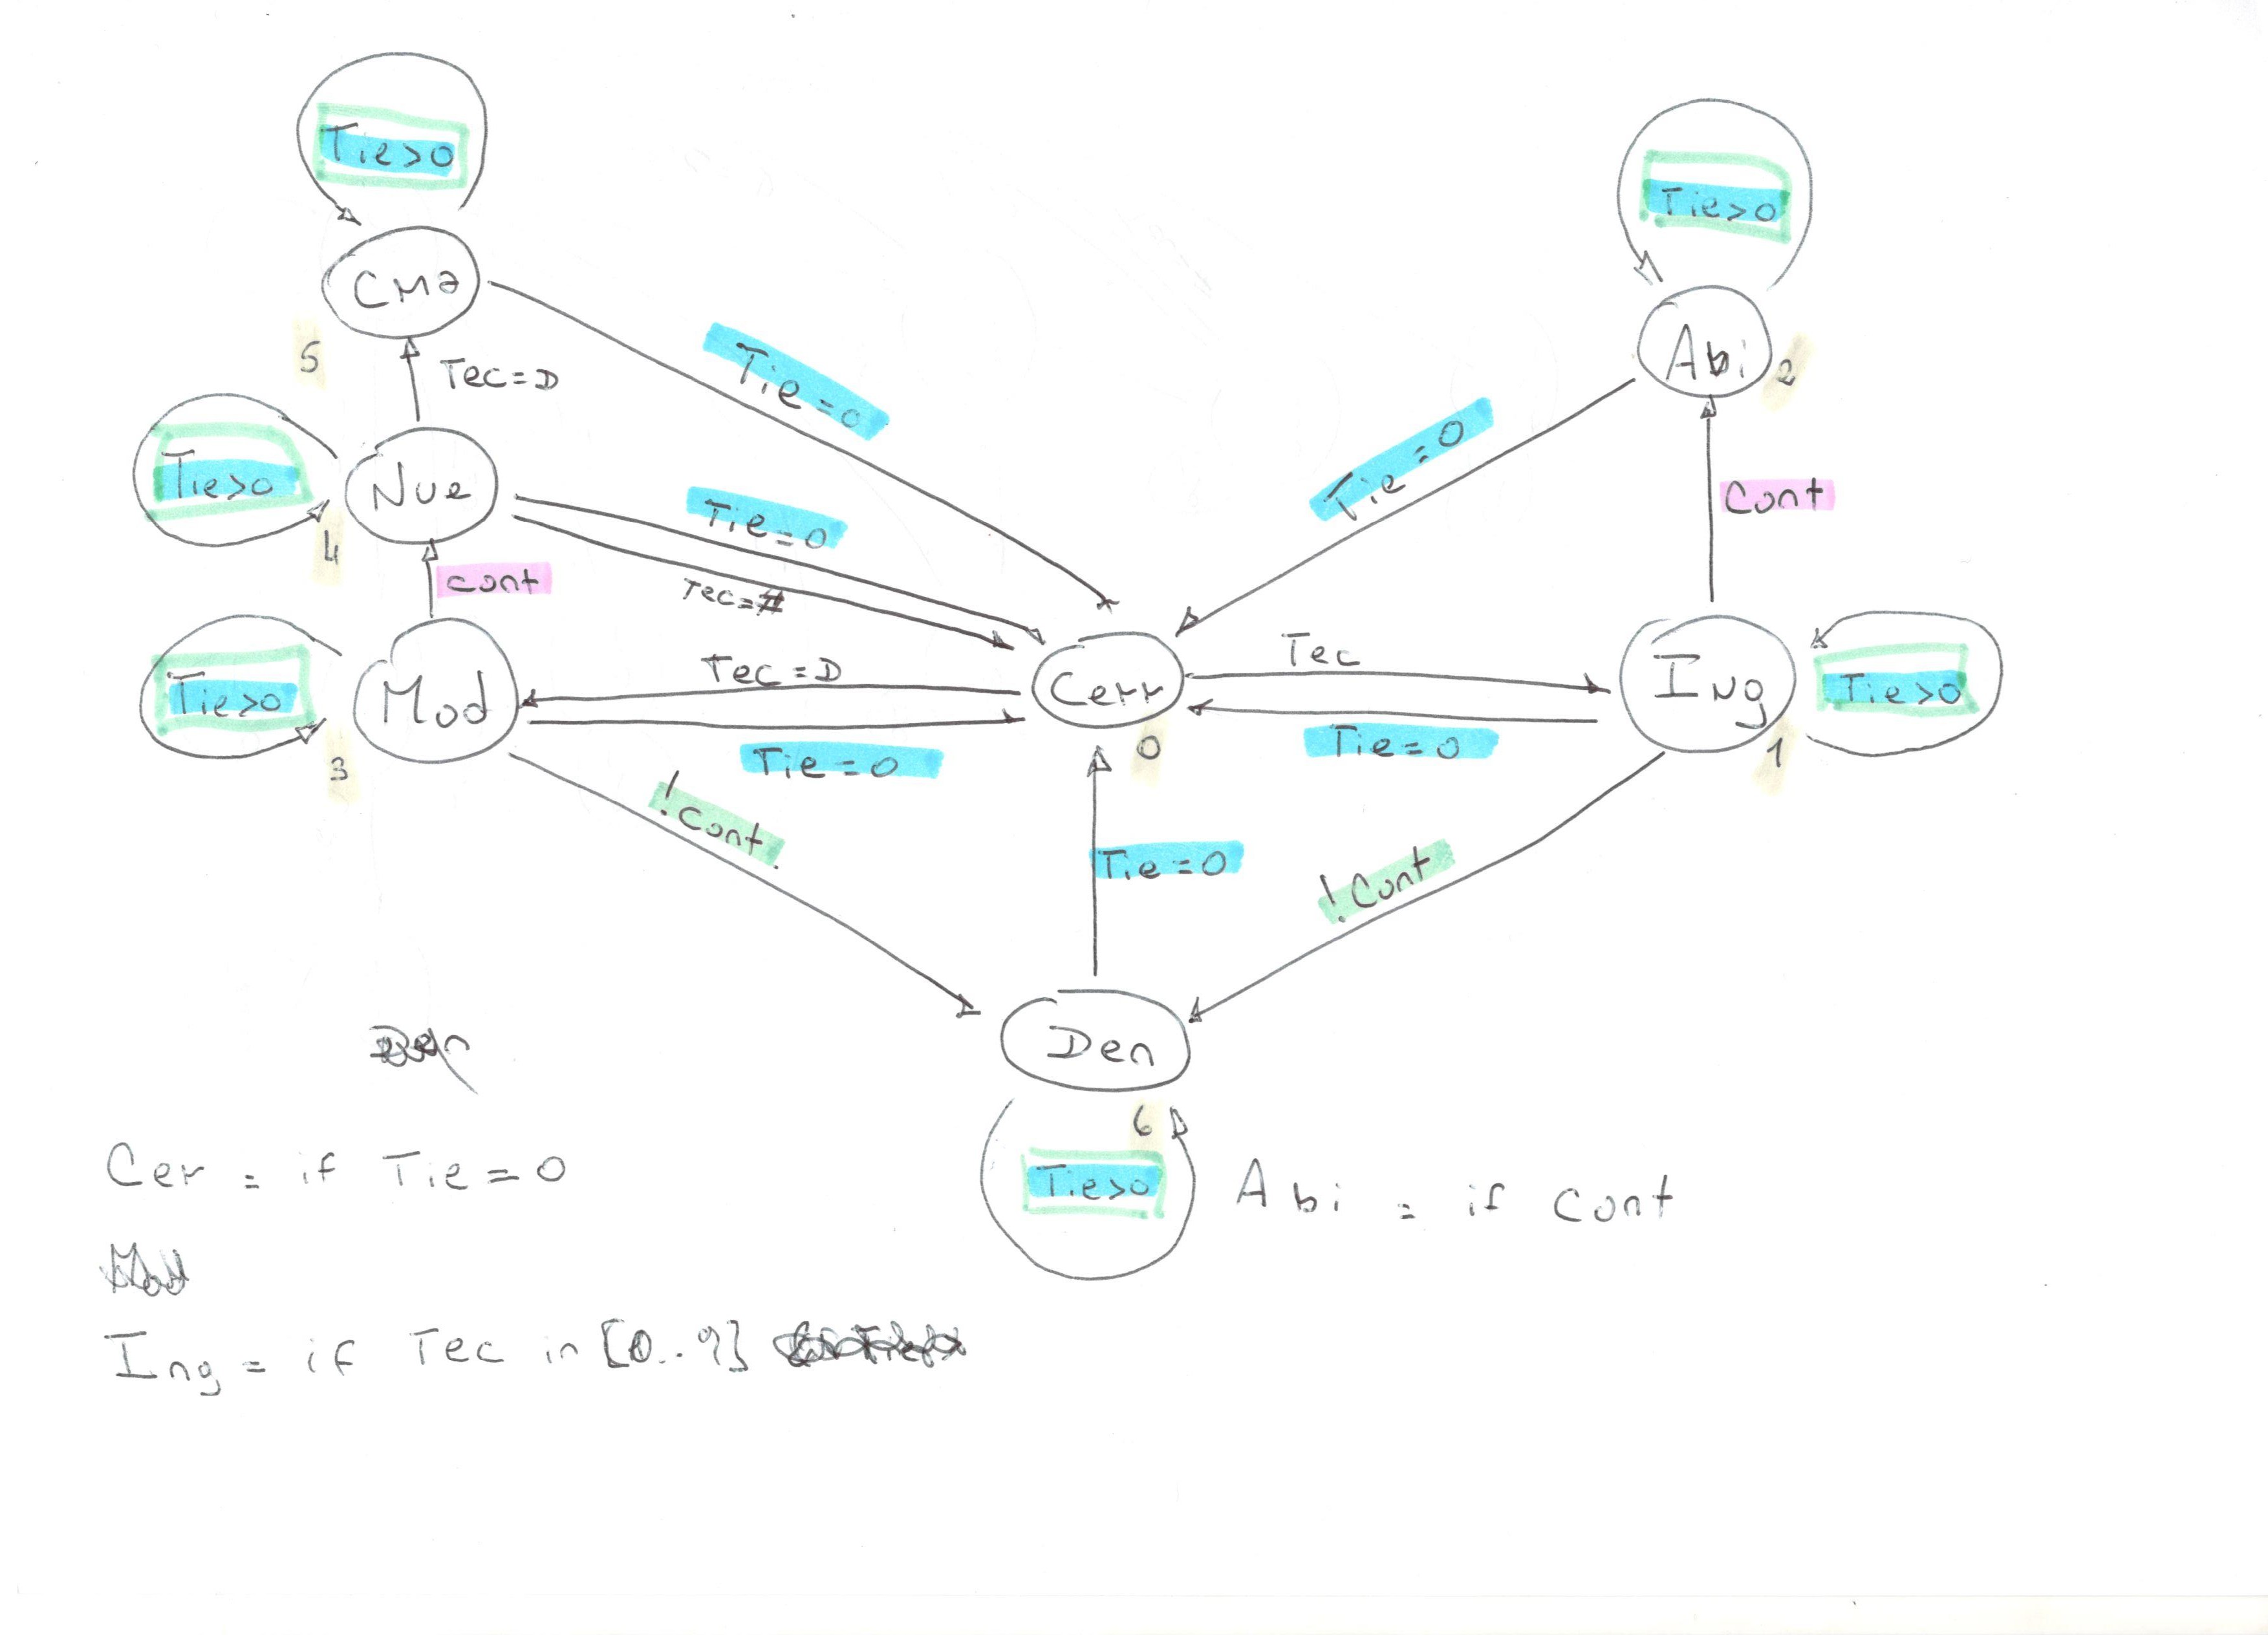 Tie>0
Tie>0
CMa
Abi
2
5
Tec=D
Tie=0
Tie=0
Cont
Tie>0
Nue
4
Tie=0
cont
Tec=#
Tie>0
Mod
3
Tec=D
Tie=0
Cerr
0
Tec
Tie=0
Ing
1
Tie>0
!cont.
Tie=0
!Cont
Den
6
Tie>0
Cer = if Tie=0
Abi = if Cont
Ing = if Tec in [0..9]